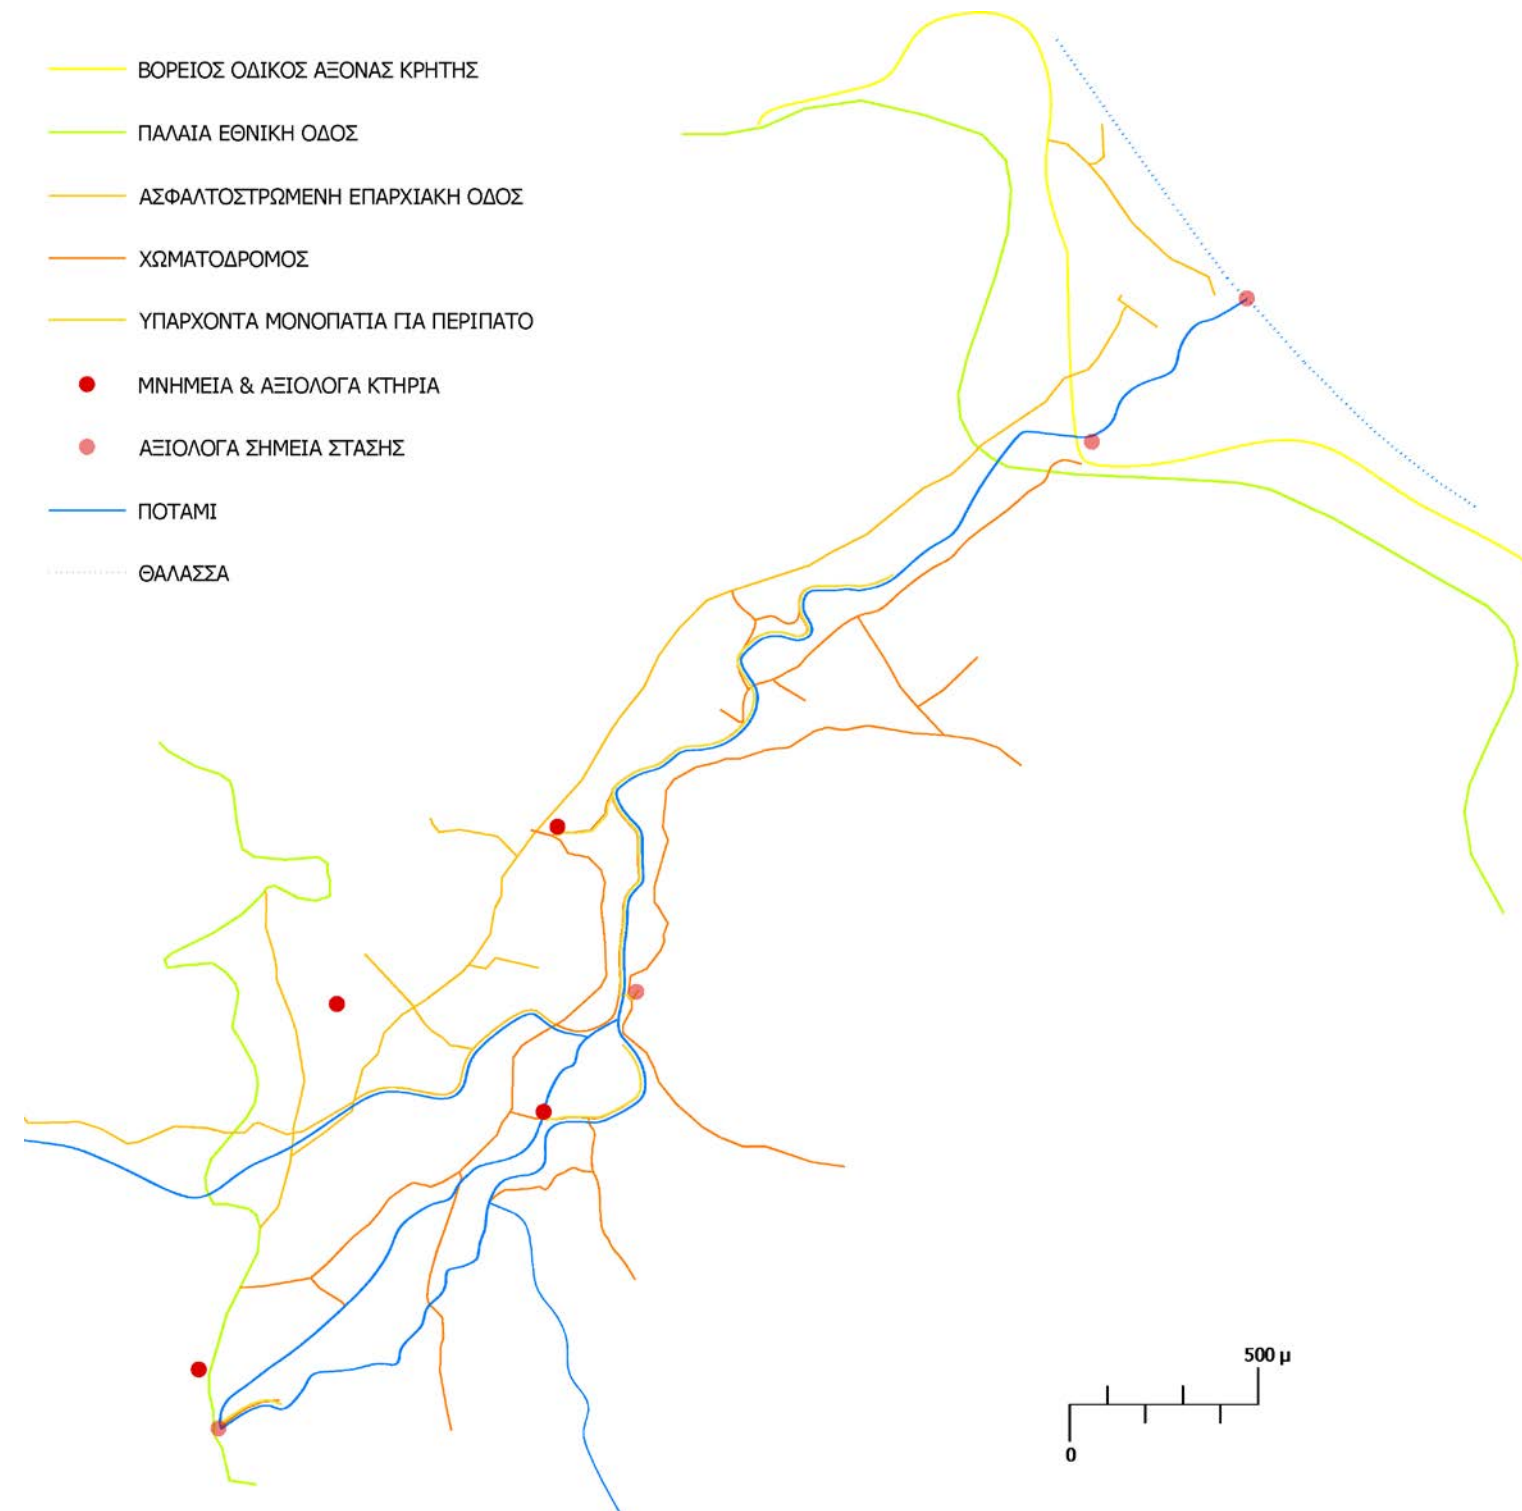 ΒΟΡΕΙΟΣ ΟΔΙΚΟΣ ΑΞΟΝΑΣ ΚΡΗΤΗΣ
ΠΑΛΑΙΑ ΕΘΝΙΚΗ ΟΔΟΣ
ΑΣΦΑΛΤΟΣΤΡΩΜΕΝΗ ΕΠΑΡΧΙΑΚΗ ΟΔΟΣ
ΧΩΜΑΤΟΔΡΟΜΟΣ
ΥΠΑΡΧΟΝΤΑ ΜΟΝΟΠΑΤΙΑ ΓΙΑ ΠΕΡΙΠΑΤΟ
ΜΝΗΜΕΙΑ & ΑΞΙΟΛΟΓΑ ΚΤΗΡΙΑ
ΑΞΙΟΛΟΓΑ ΣΗΜΕΙΑ ΣΤΑΣΗΣ
ΠΟΤΑΜΙ
ΘΑΛΑΣΣΑ
500 μ
0